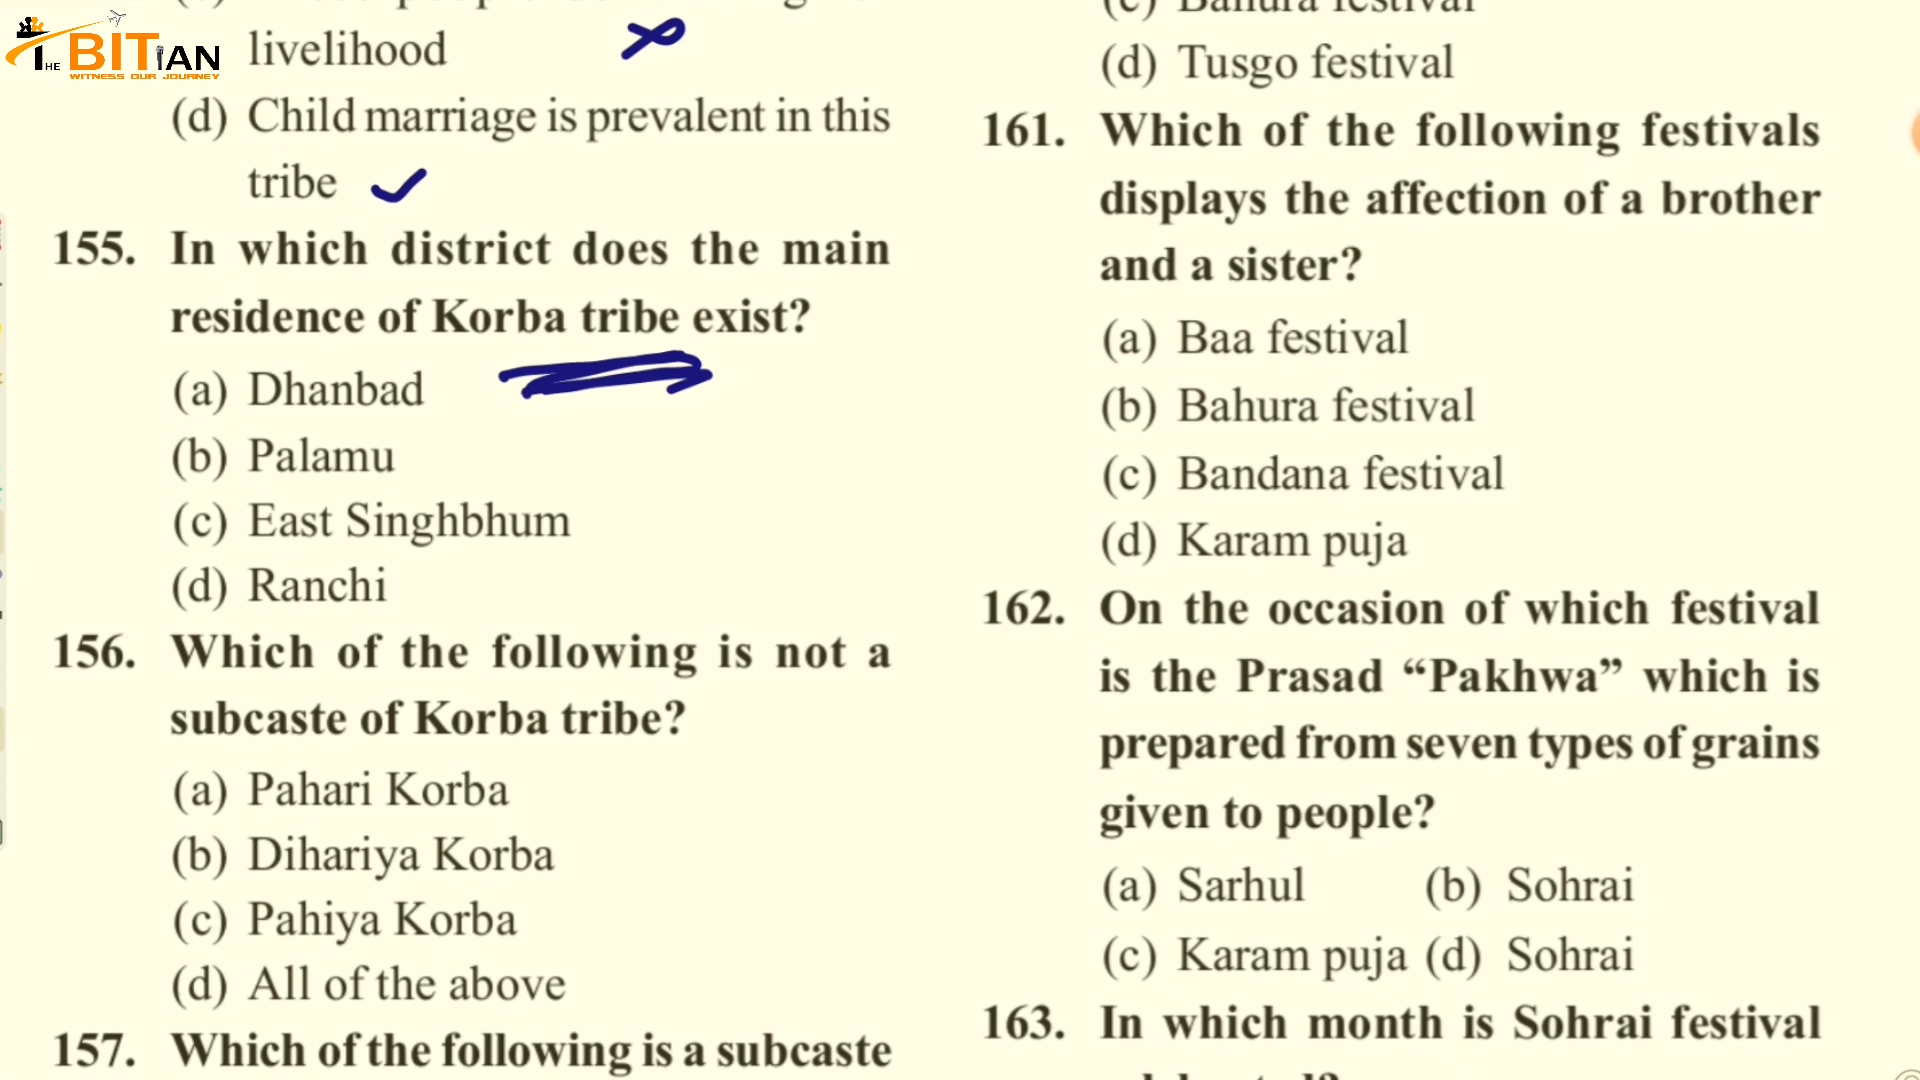 THE BITIAN
WITNESS OUR JOURNEY
livelihood
(d) Child marriage is prevalent in this
tribe
155. In which district does the main
residence of Korba tribe exist?
(a) Dhanbad
(b) Palamu
(c) East Singhbhum
(d) Ranchi
156. Which of the following is not a
subcaste of Korba tribe?
(a) Pahari Korba
(b) Dihariya Korba
(c) Pahiya Korba
(d) All of the above
157. Which of the following is a subcaste
(c) Bahura festival
(d) Tusgo festival
161. Which of the following festivals
displays the affection of a brother
and a sister?
(a) Baa festival
(b) Bahura festival
(c) Bandana festival
(d) Karam puja
162. On the occasion of which festival
is the Prasad “Pakhwa” which is
prepared from seven types of grains
given to people?
(a) Sarhul (b) Sohrai
(c) Karam puja (d) Sohrai
163. In which month is Sohrai festival